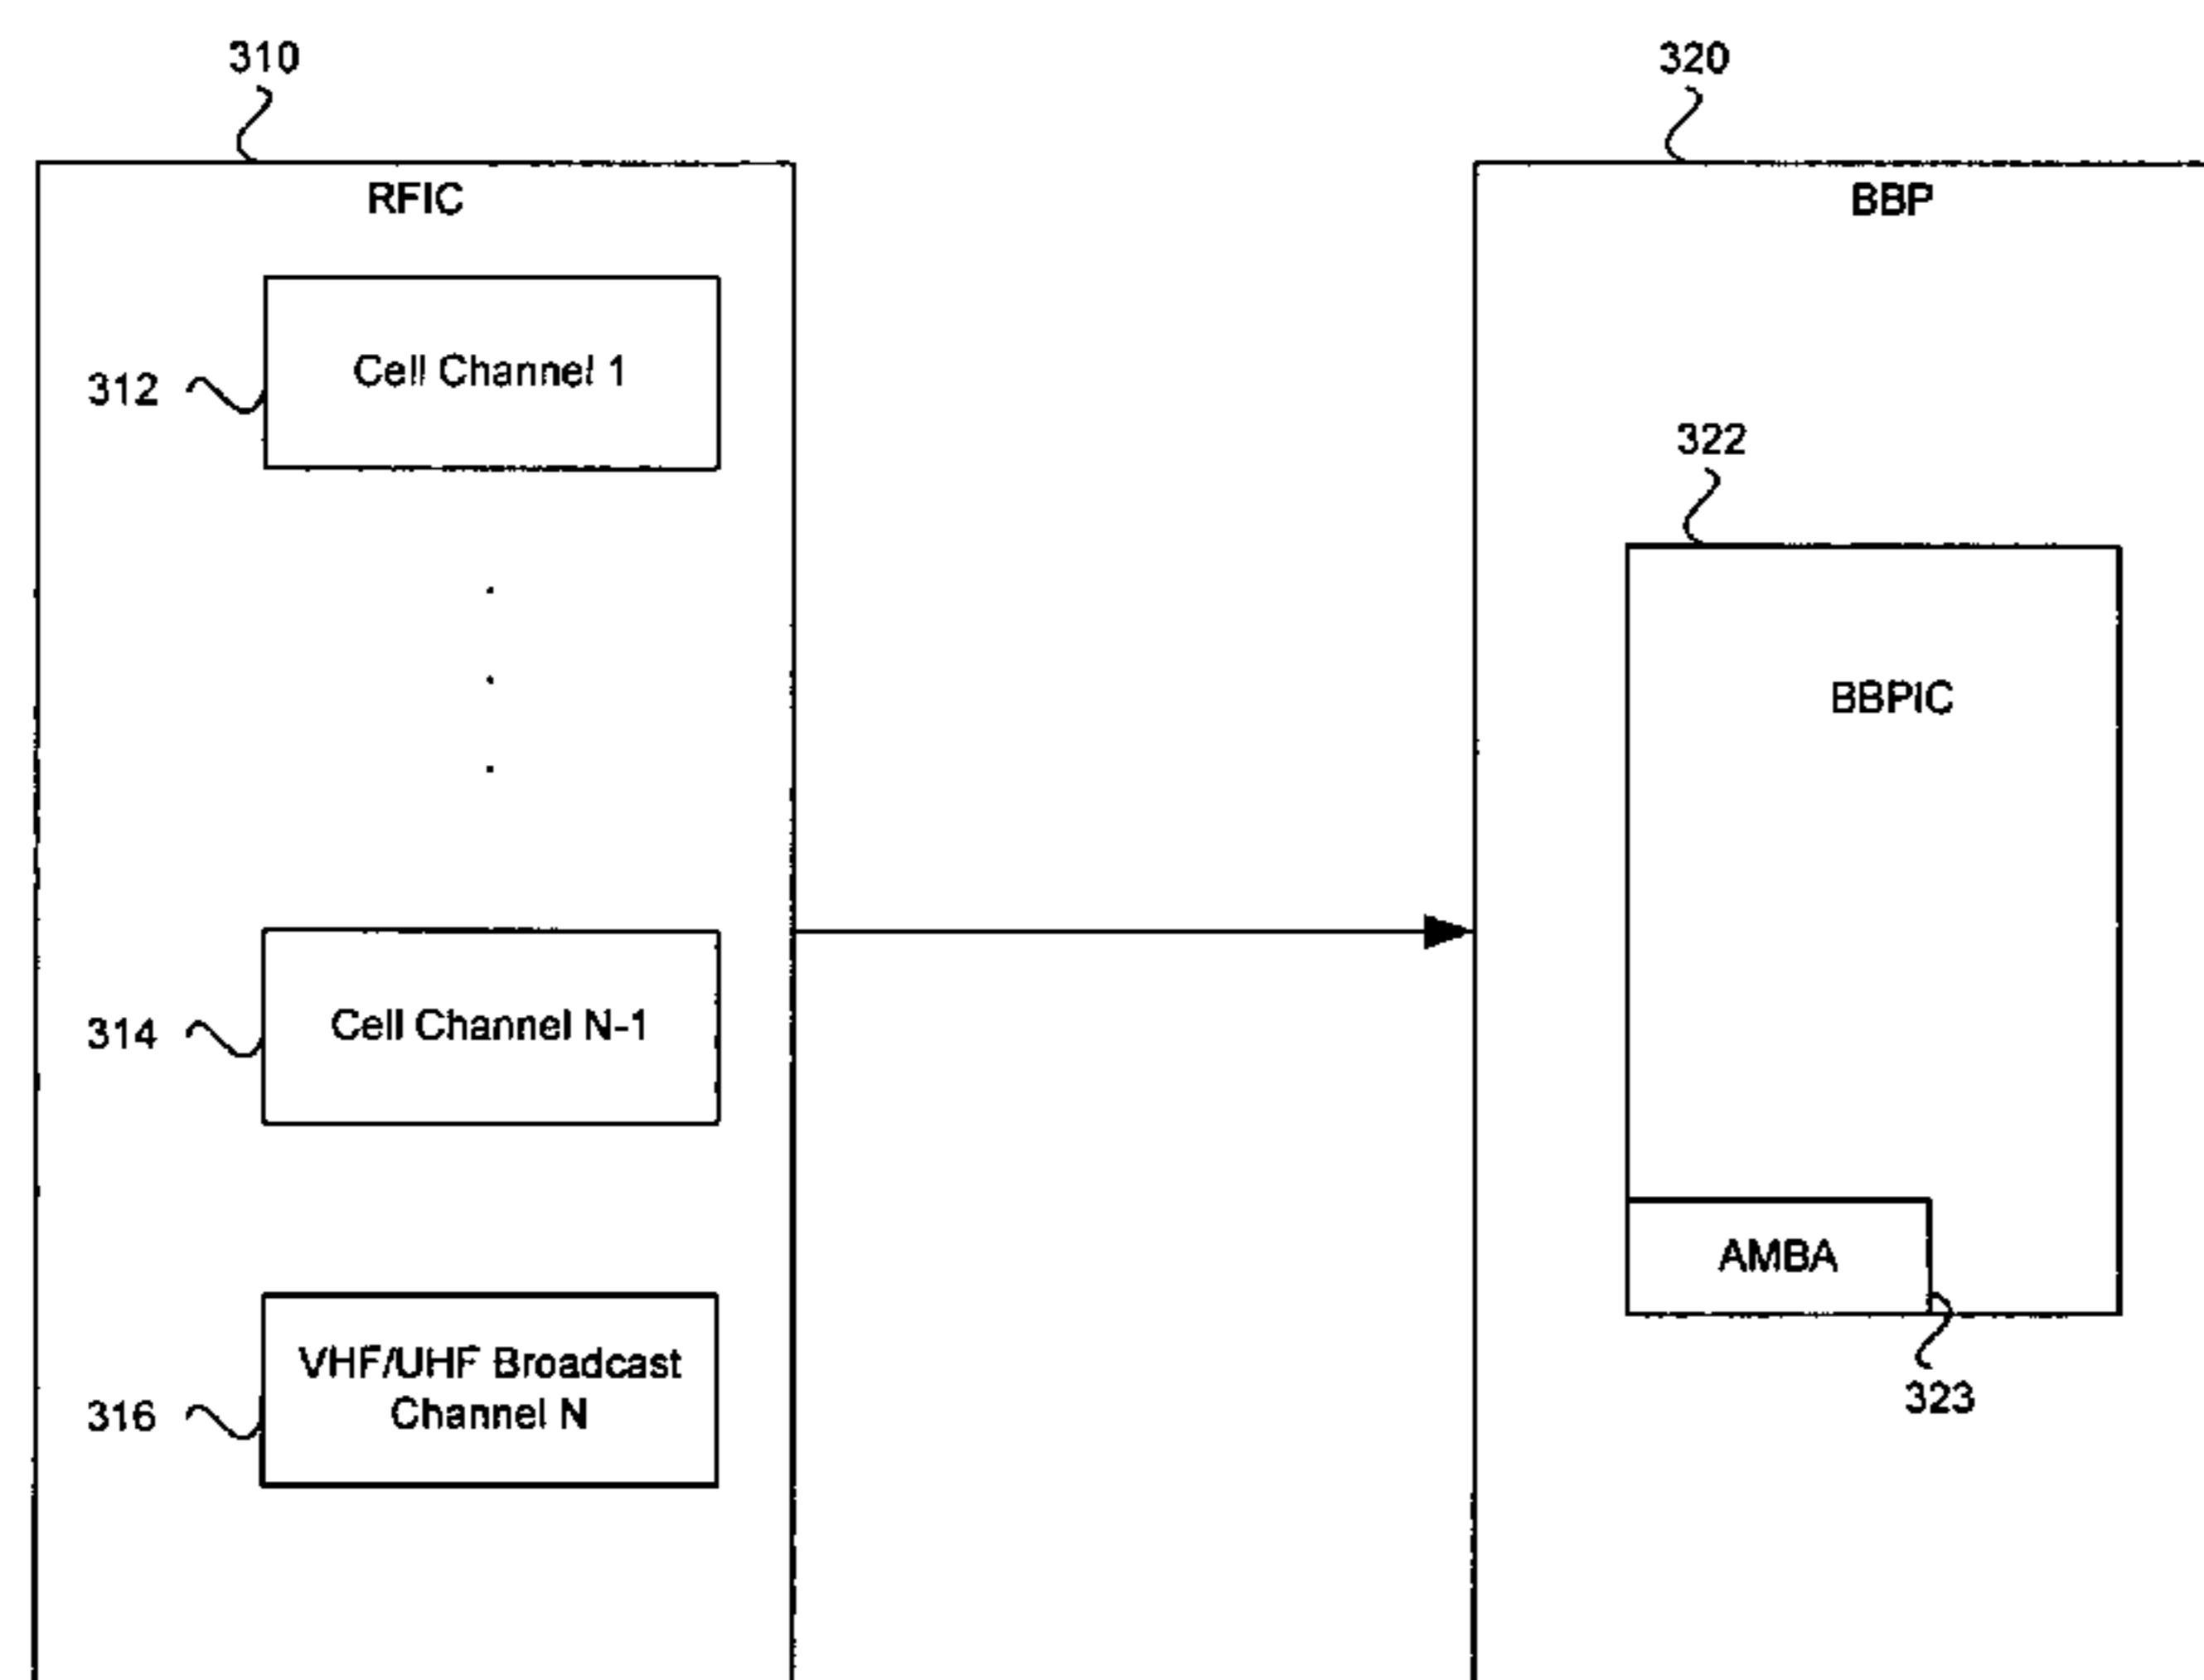 310
320
RFIC
BBP
Cell Channel 1
312
322
BBPIC
Cell Channel N-1
314
AMBA
VHF/UHF Broadcast
Channel N
316
323